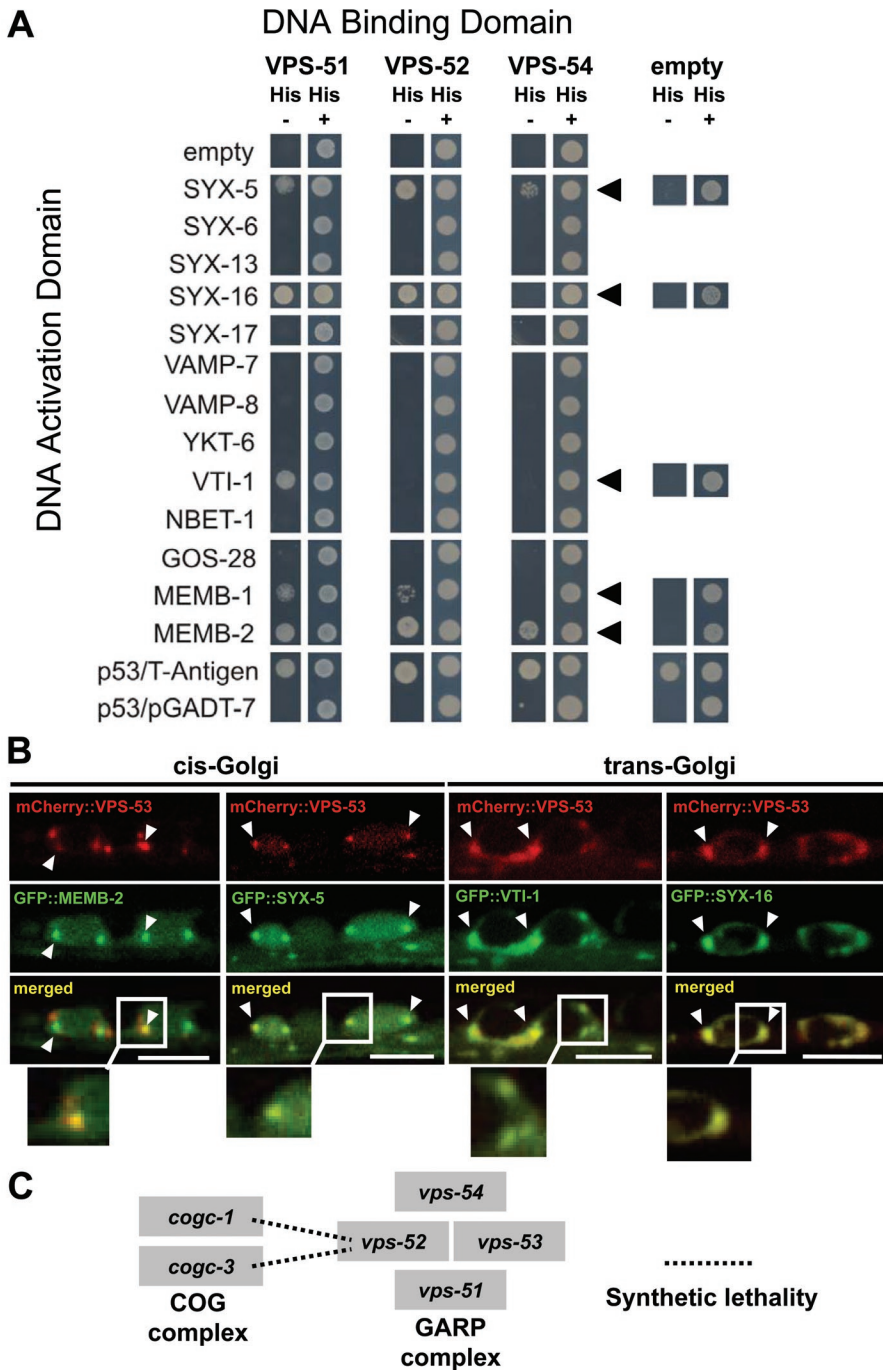 A
DNA Binding Domain
VPS-51 VPS-52 VPS-54 empty
His His His His His His His His
- + - + - + - +
DNA Activation Domain
empty
SYX-5
SYX-6
SYX-13
SYX-16
SYX-17
VAMP-7
VAMP-8
YKT-6
VTI-1
NBET-1
GOS-28
MEMB-1
MEMB-2
p53/T-Antigen
p53/pGADT-7
B
cis-Golgi trans-Golgi
mCherry::VPS-53 mCherry::VPS-53 mCherry::VPS-53 mCherry::VPS-53
GFP::MEMB-2 GFP::SYX-5 GFP::VTI-1 GFP::SYX-16
merged merged merged merged
C
vps-54
cogc-1
vps-52 vps-53
cogc-3
vps-51
COG
complex
GARP
complex
Synthetic lethality